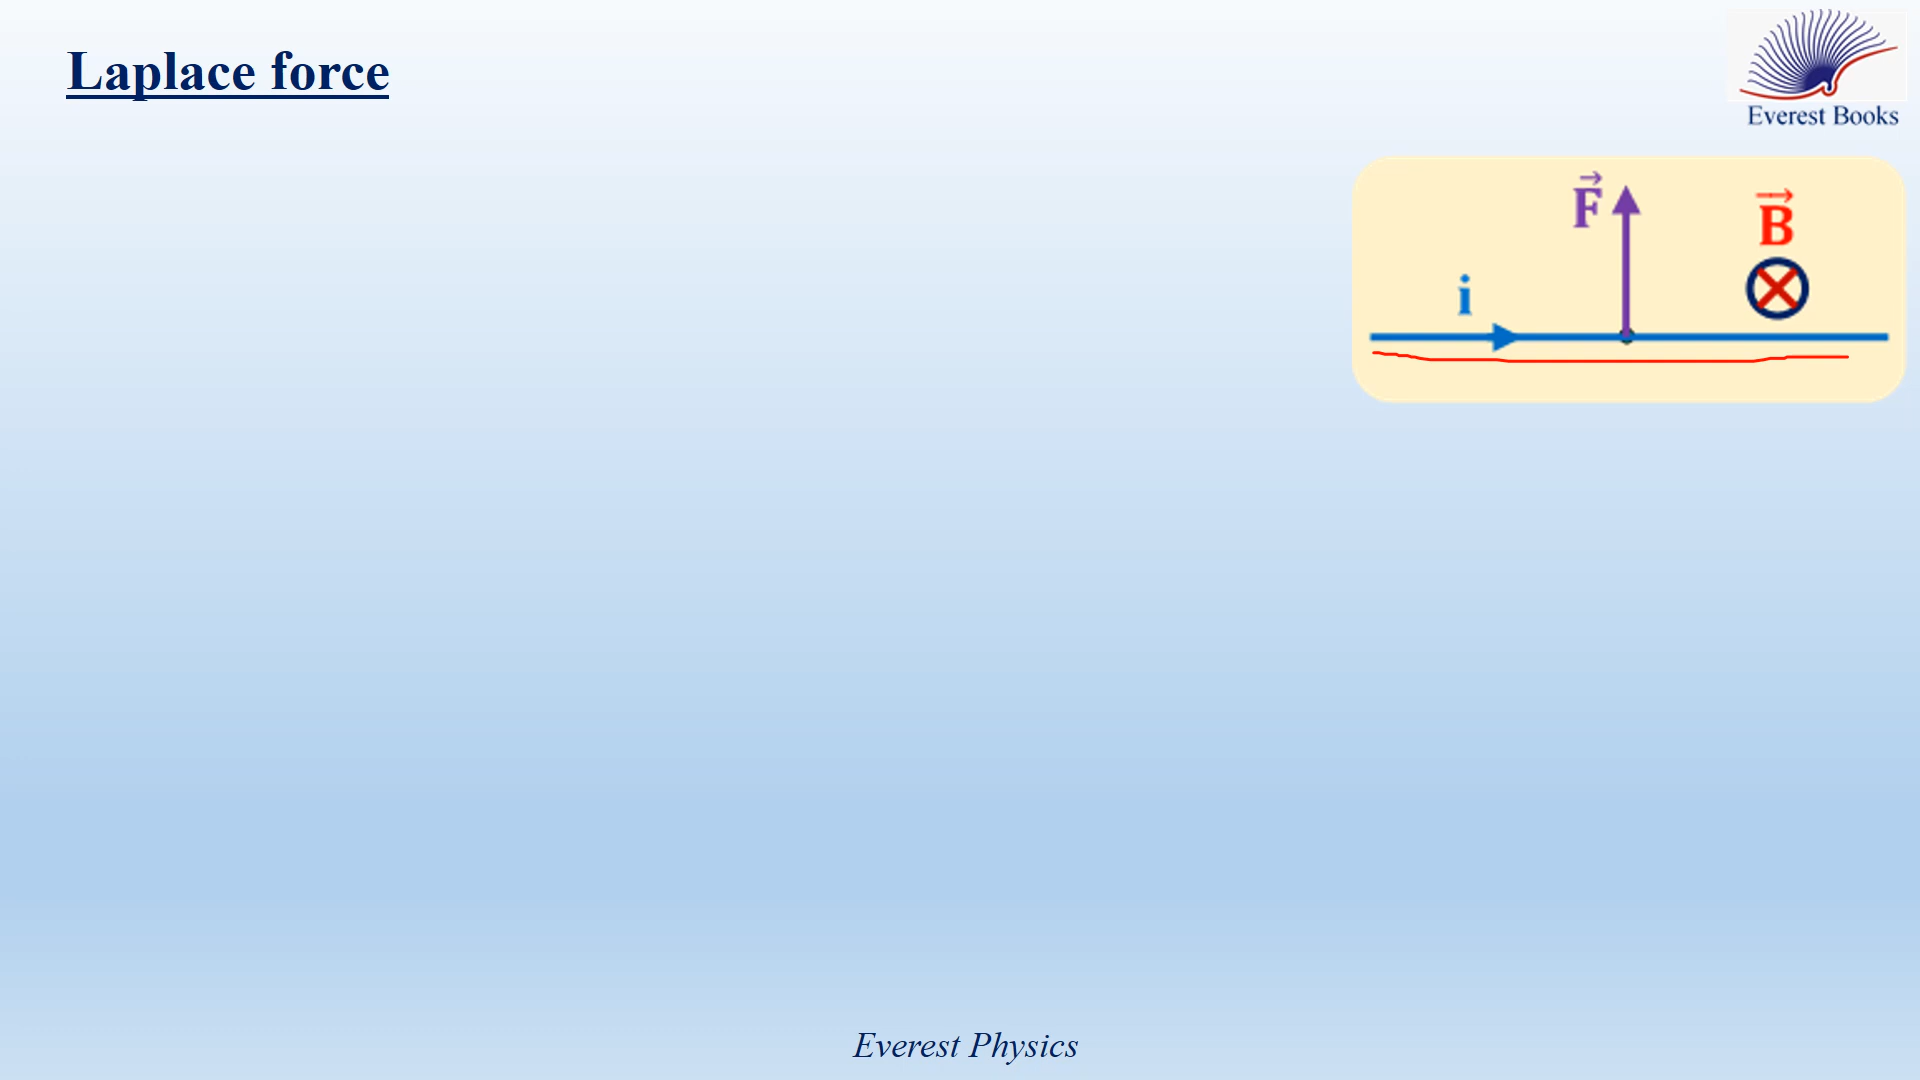 Laplace force
Everest Books
F⃗
B⃗
i
Everest Physics